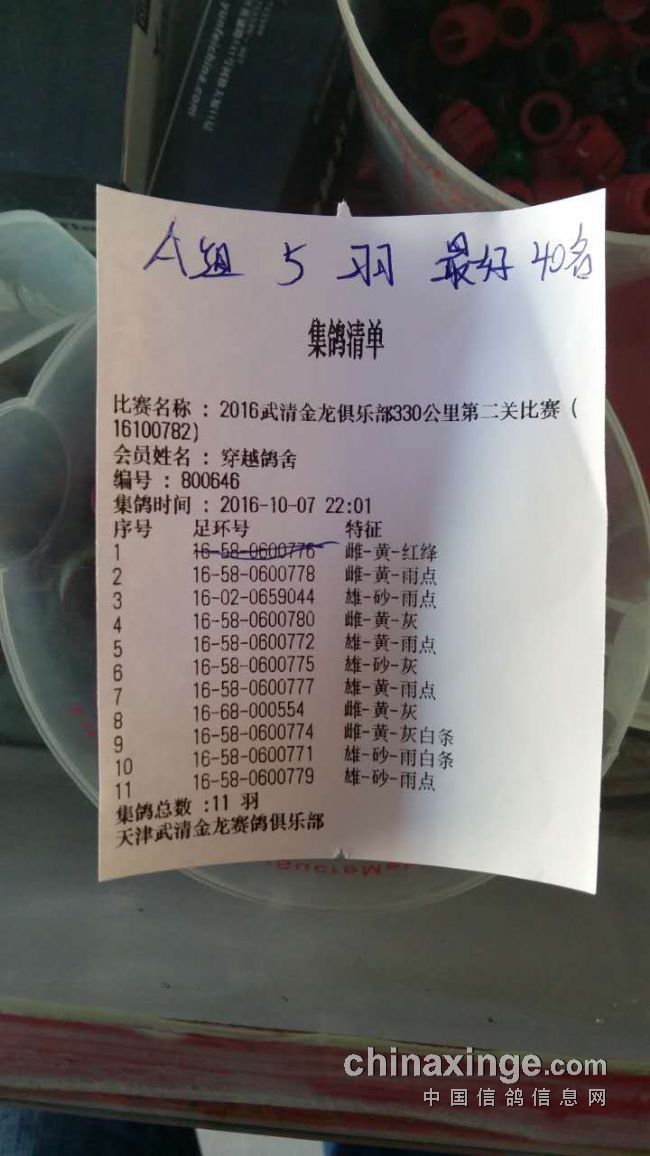 A组 5 羽 最好 40名
集鸽清单
比赛名称 : 2016武清金龙俱乐部330公里第二关比赛 (
16100782)
会员姓名 : 穿越鸽舍
编号 : 800646
集鸽时间 : 2016-10-07 22:01
序号 足环号 特征
1 16-58-0600776 雌-黄-红绛
2 16-58-0600778 雌-黄-雨点
3 16-02-0659044 雄-砂-雨点
4 16-58-0600780 雌-黄-灰
5 16-58-0600772 雄-黄-雨点
6 16-58-0600775 雄-砂-灰
7 16-58-0600777 雄-黄-雨点
8 16-68-000554 雌-黄-灰
9 16-58-0600774 雌-黄-灰白条
10 16-58-0600771 雄-砂-雨白条
11 16-58-0600779 雄-砂-雨点
集鸽总数 :11 羽
天津武清金龙赛鸽俱乐部
chinaxinge.com
中国信鸽信息网